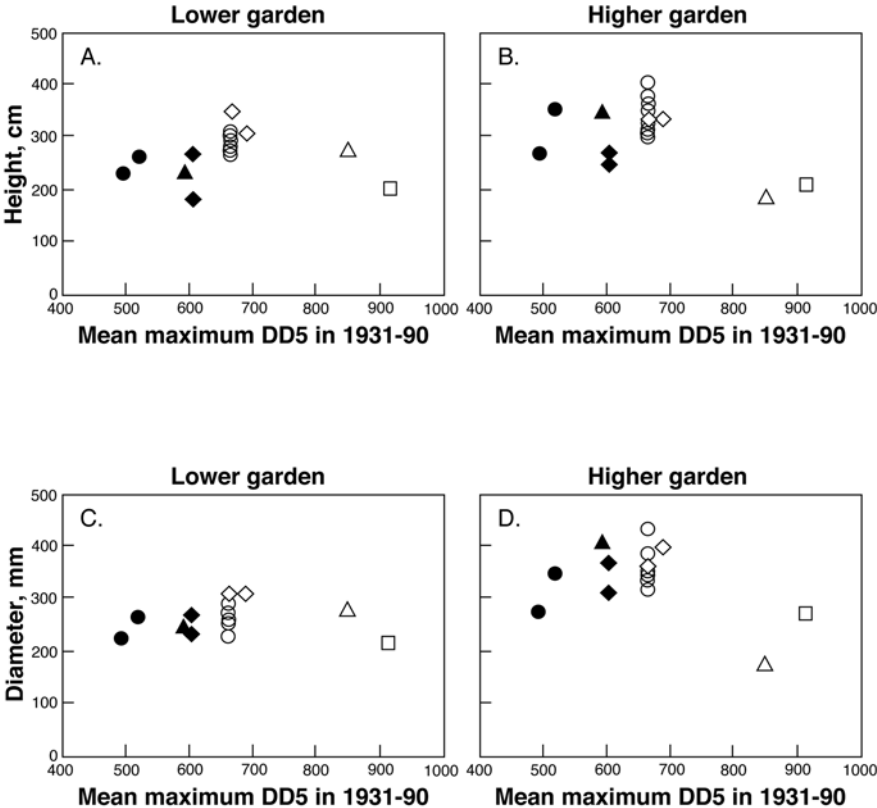 Lower garden
Higher garden
A.
B.
Height, cm
500
400
300
200
100
0
400 500 600 700 800 900 1000
400 500 600 700 800 900 1000
Mean maximum DD5 in 1931-90
Mean maximum DD5 in 1931-90
Lower garden
Higher garden
C.
D.
Diameter, mm
500
400
300
200
100
0
400 500 600 700 800 900 1000
400 500 600 700 800 900 1000
Mean maximum DD5 in 1931-90
Mean maximum DD5 in 1931-90